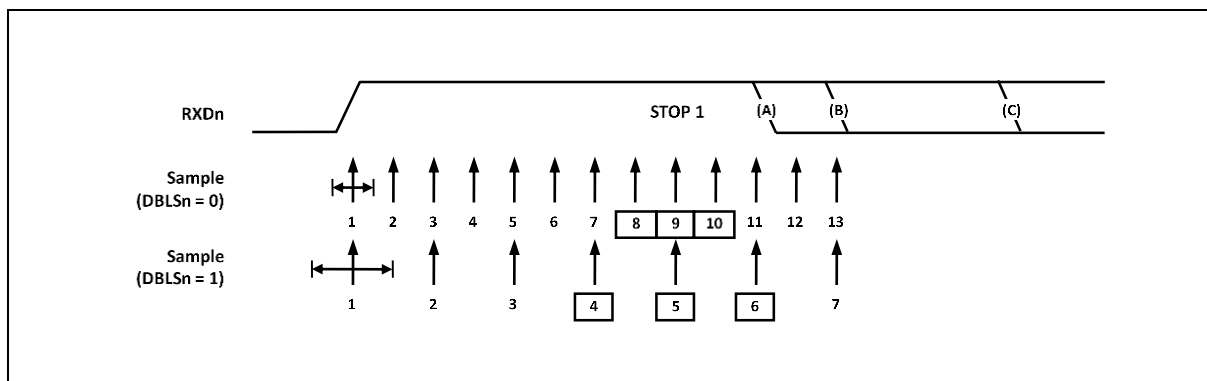 RXDn STOP 1 (A) (B) (C)
Sample
(DBLSn = 0)
1 2 3 4 5 6 7 8 9 10 11 12 13
Sample
(DBLSn = 1)
1 2 3 4 5 6 7